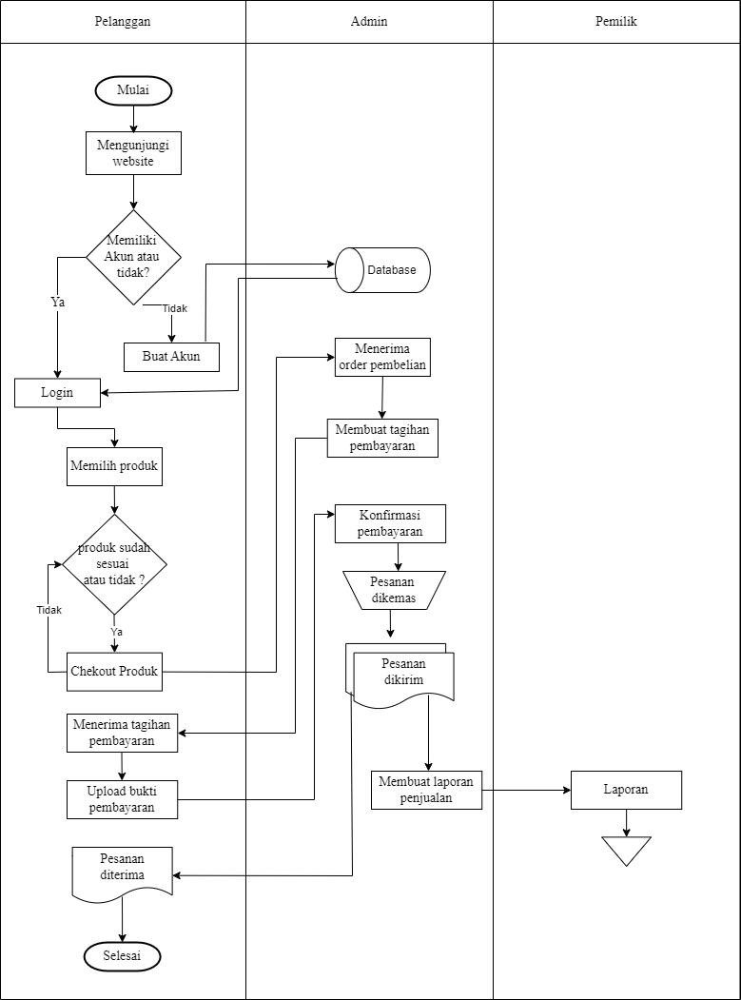 Pelanggan
Admin
Pemilik
Mulai
Mengunjungi
website
Memiliki
Akun atau
tidak?
Ya
Tidak
Buat Akun
Database
Login
Memilih produk
produk sudah
sesuai
atau tidak ?
Tidak
Ya
Chekout Produk
Menerima
order pembelian
Membuat tagihan
pembayaran
Menerima tagihan
pembayaran
Upload bukti
pembayaran
Konfirmasi
pembayaran
Pesanan
dikemas
Pesanan
dikirim
Membuat laporan
penjualan
Laporan
Pesanan
diterima
Selesai